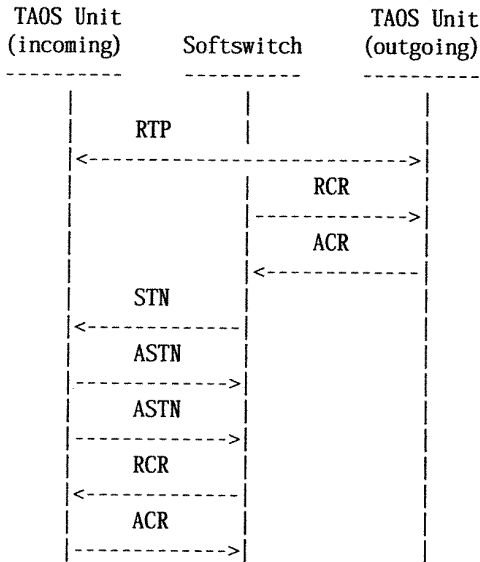 TAOS Unit TAOS Unit
(incoming) Softswitch (outgoing)
RTP
RCR
ACR
STN
ASTN
ASTN
RCR
ACR